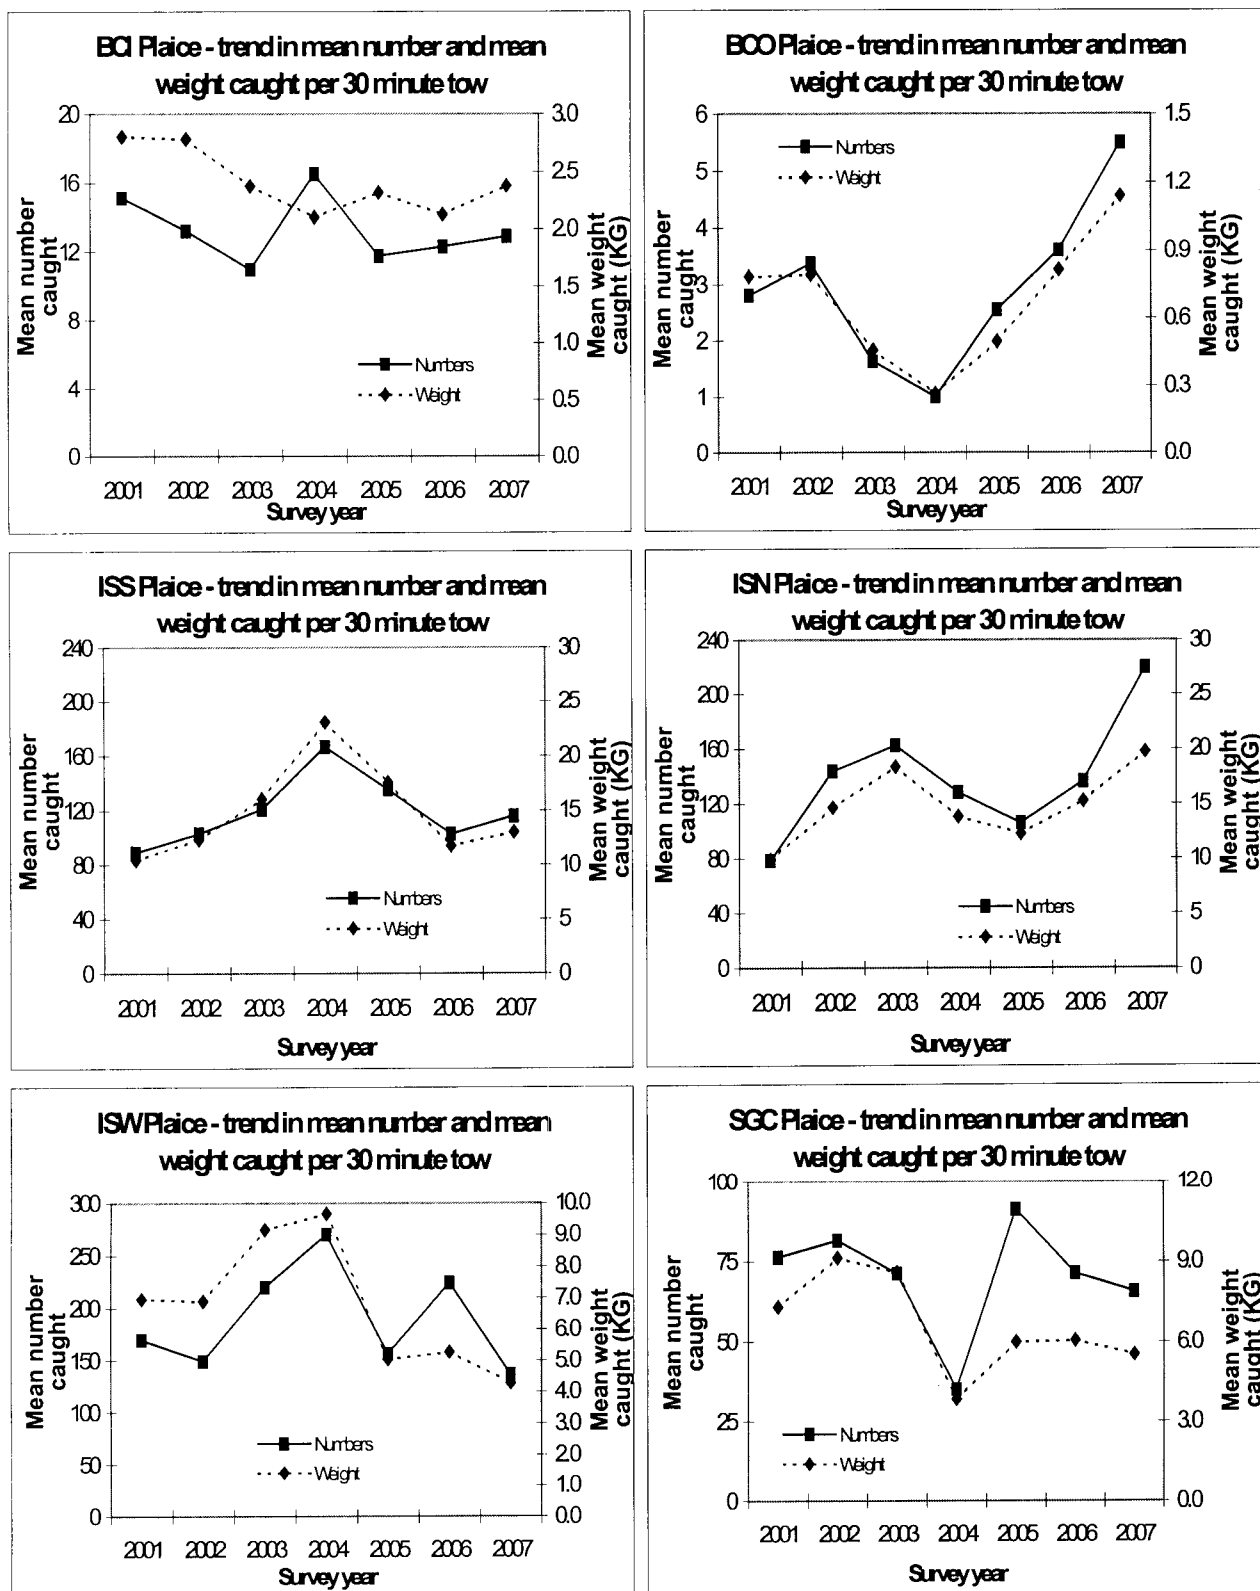 BCI Plaice - trend in mean number and mean
weight caught per 30 minute tow
20
16
12
8
4
0
3.0
2.5
2.0
1.5
1.0
0.5
0.0
Mean number
caught
Mean weight
caught (KG)
Numbers
Weight
2001 2002 2003 2004 2005 2006 2007
Survey year
BCO Plaice - trend in mean number and mean
weight caught per 30 minute tow
6
5
4
3
2
1
0
1.5
1.2
0.9
0.6
0.3
0.0
Mean number
caught
Mean weight
caught (KG)
Numbers
Weight
2001 2002 2003 2004 2005 2006 2007
Survey year
ISS Plaice - trend in mean number and mean
weight caught per 30 minute tow
240
200
160
120
80
40
0
30
25
20
15
10
5
0
Mean number
caught
Mean weight
caught (KG)
Numbers
Weight
2001 2002 2003 2004 2005 2006 2007
Survey year
ISN Plaice - trend in mean number and mean
weight caught per 30 minute tow
240
200
160
120
80
40
0
30
25
20
15
10
5
0
Mean number
caught
Mean weight
caught (KG)
Numbers
Weight
2001 2002 2003 2004 2005 2006 2007
Survey year
ISW Plaice - trend in mean number and mean
weight caught per 30 minute tow
300
250
200
150
100
50
0
10.0
9.0
8.0
7.0
6.0
5.0
4.0
3.0
2.0
1.0
0.0
Mean number
caught
Mean weight
caught (KG)
Numbers
Weight
2001 2002 2003 2004 2005 2006 2007
Survey year
SGC Plaice - trend in mean number and mean
weight caught per 30 minute tow
100
75
50
25
0
12.0
9.0
6.0
3.0
0.0
Mean number
caught
Mean weight
caught (KG)
Numbers
Weight
2001 2002 2003 2004 2005 2006 2007
Survey year